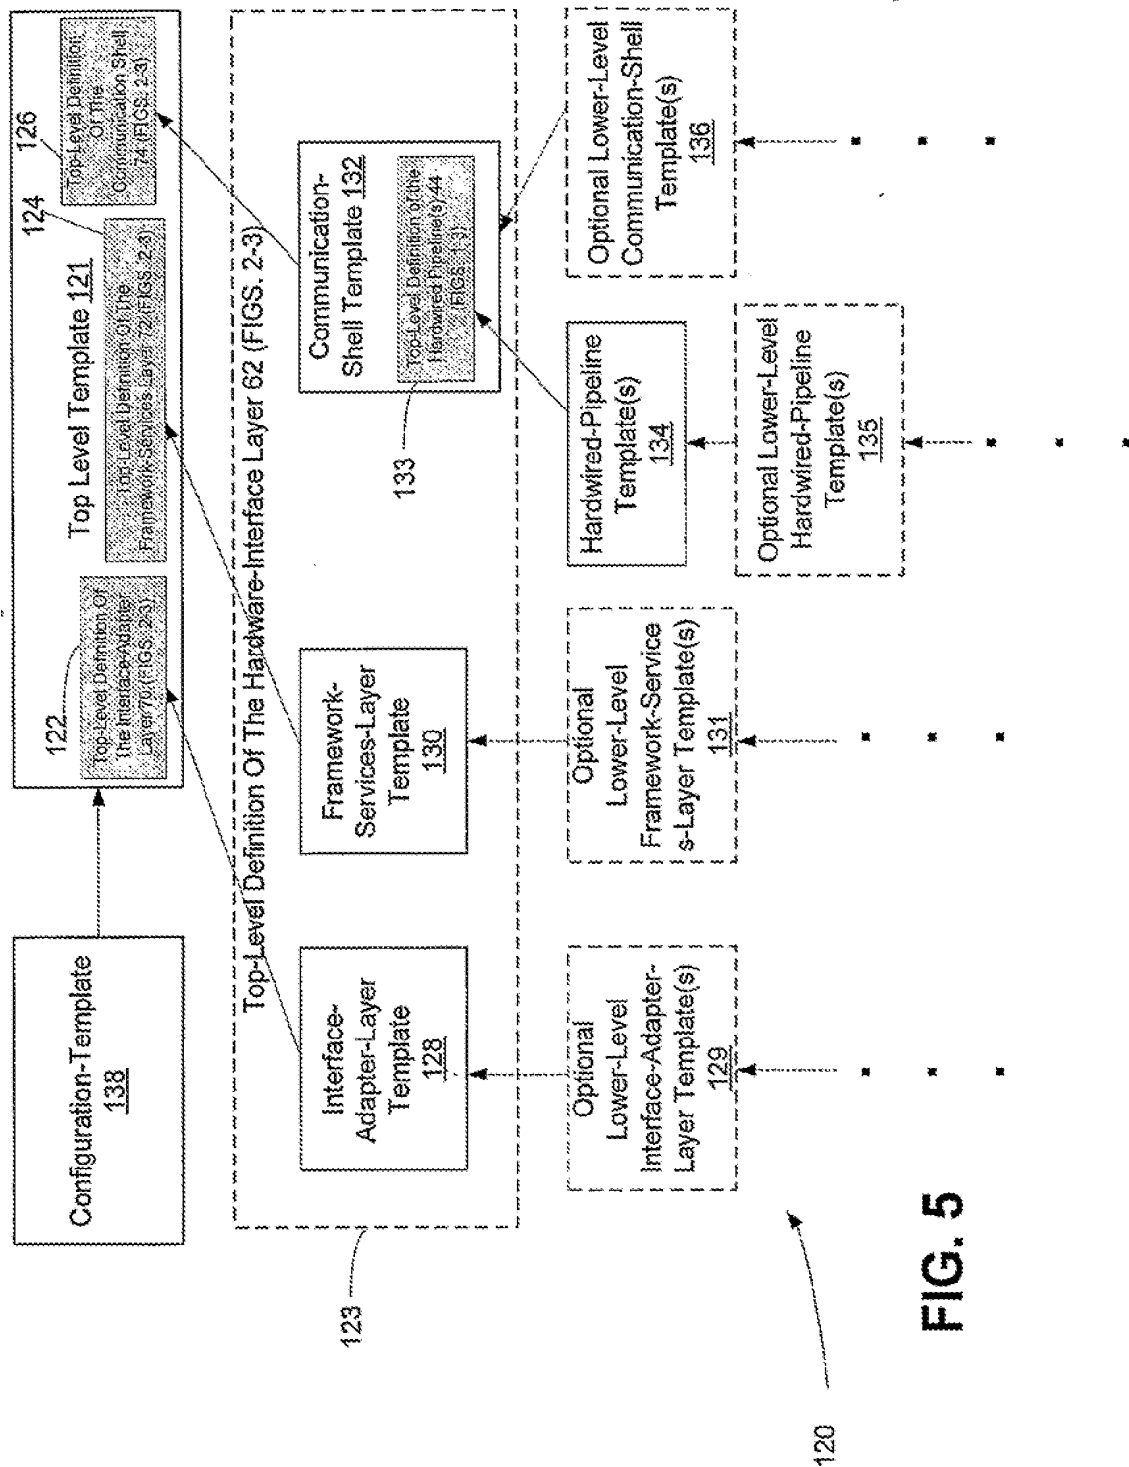 Configuration-Template
138
Top Level Template 121
122
Top-Level Definition Of
The Interface-Adapter
Layer 70 (FIGS. 2-3)
124
Top-Level Definition Of The
Framework-Services-Layer 72 (FIGS. 2-3)
126
Top-Level Definition
Of The
Communication Shell
74 (FIGS. 2-3)
123
Top-Level Definition Of The Hardware-Interface Layer 62 (FIGS. 2-3)
Interface-
Adapter-Layer
Template
128
Framework-
Services-Layer
Template
130
Communication-
Shell Template 132
133
Top-Level Definition of the
Hardwired Pipeline(s) 44
Optional
Lower-Level
Interface-Adapter-
Layer Template(s)
129
Optional
Lower-Level
Framework-Service
s-Layer Template(s)
131
Hardwired-Pipeline
Template(s)
134
Optional Lower-Level
Communication-Shell
Template(s)
136
Optional Lower-Level
Hardwired-Pipeline
Template(s)
135
120
FIG. 5